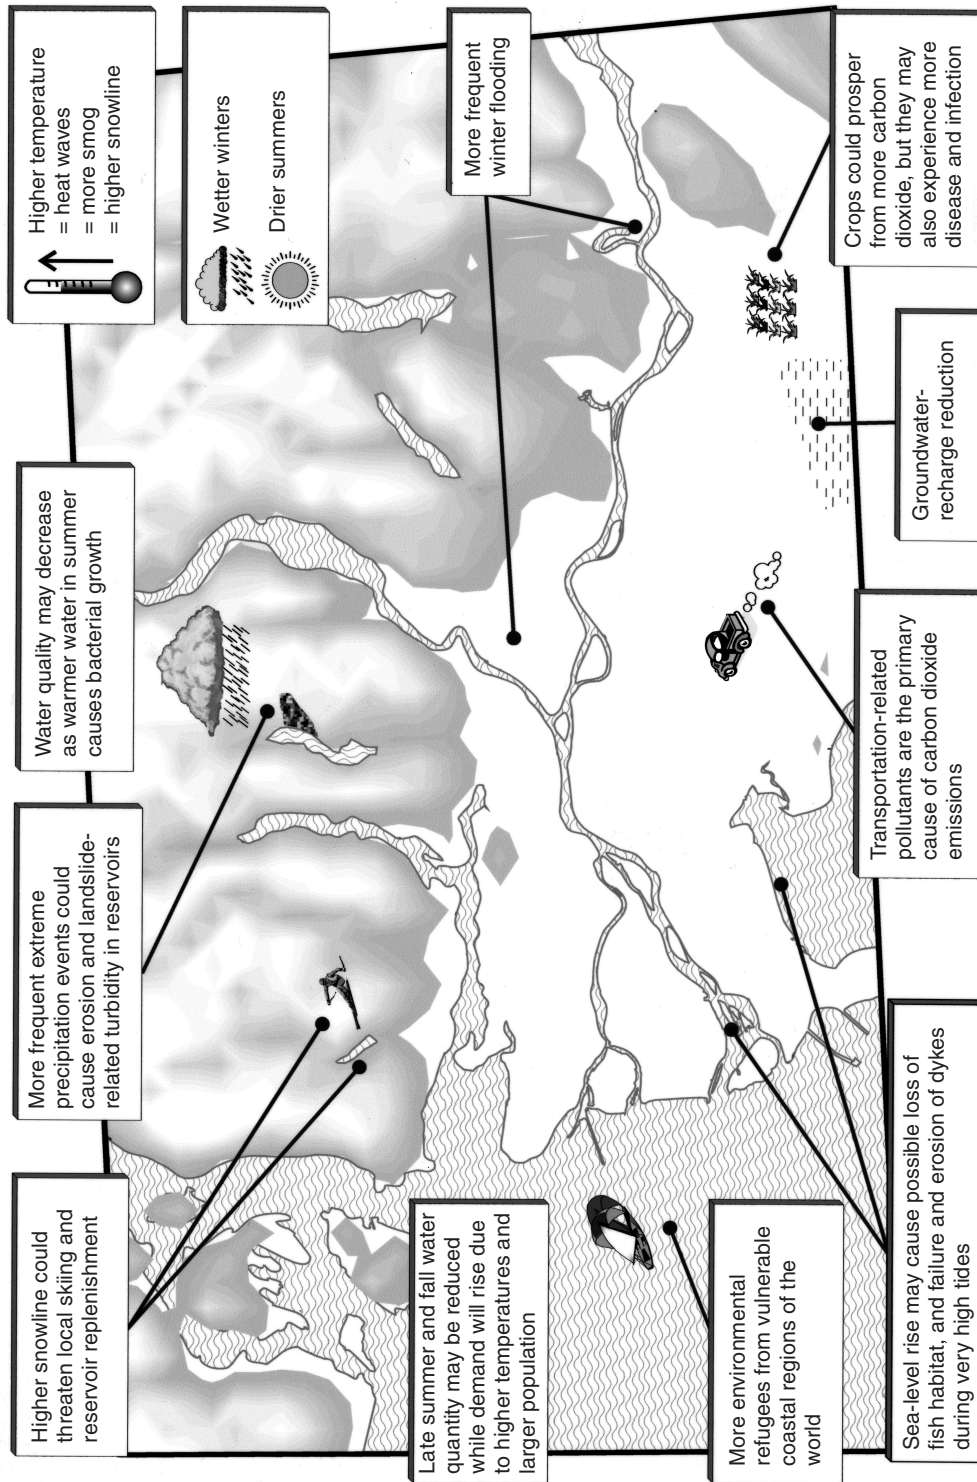 Higher snowline could
threaten local skiing and
reservoir replenishment
More frequent extreme
precipitation events could
cause erosion and landslide-
related turbidity in reservoirs
Water quality may decrease
as warmer water in summer
causes bacterial growth
Higher temperature
= heat waves
= more smog
= higher snowline
Wetter winters
Drier summers
More frequent
winter flooding
Late summer and fall water
quantity may be reduced
while demand will rise due
to higher temperatures and
larger population
More environmental
refugees from vulnerable
coastal regions of the
world
Sea-level rise may cause possible loss of
fish habitat, and failure and erosion of dykes
during very high tides
Transportation-related
pollutants are the primary
cause of carbon dioxide
emissions
Groundwater-
recharge reduction
Crops could prosper
from more carbon
dioxide, but they may
also experience more
disease and infection